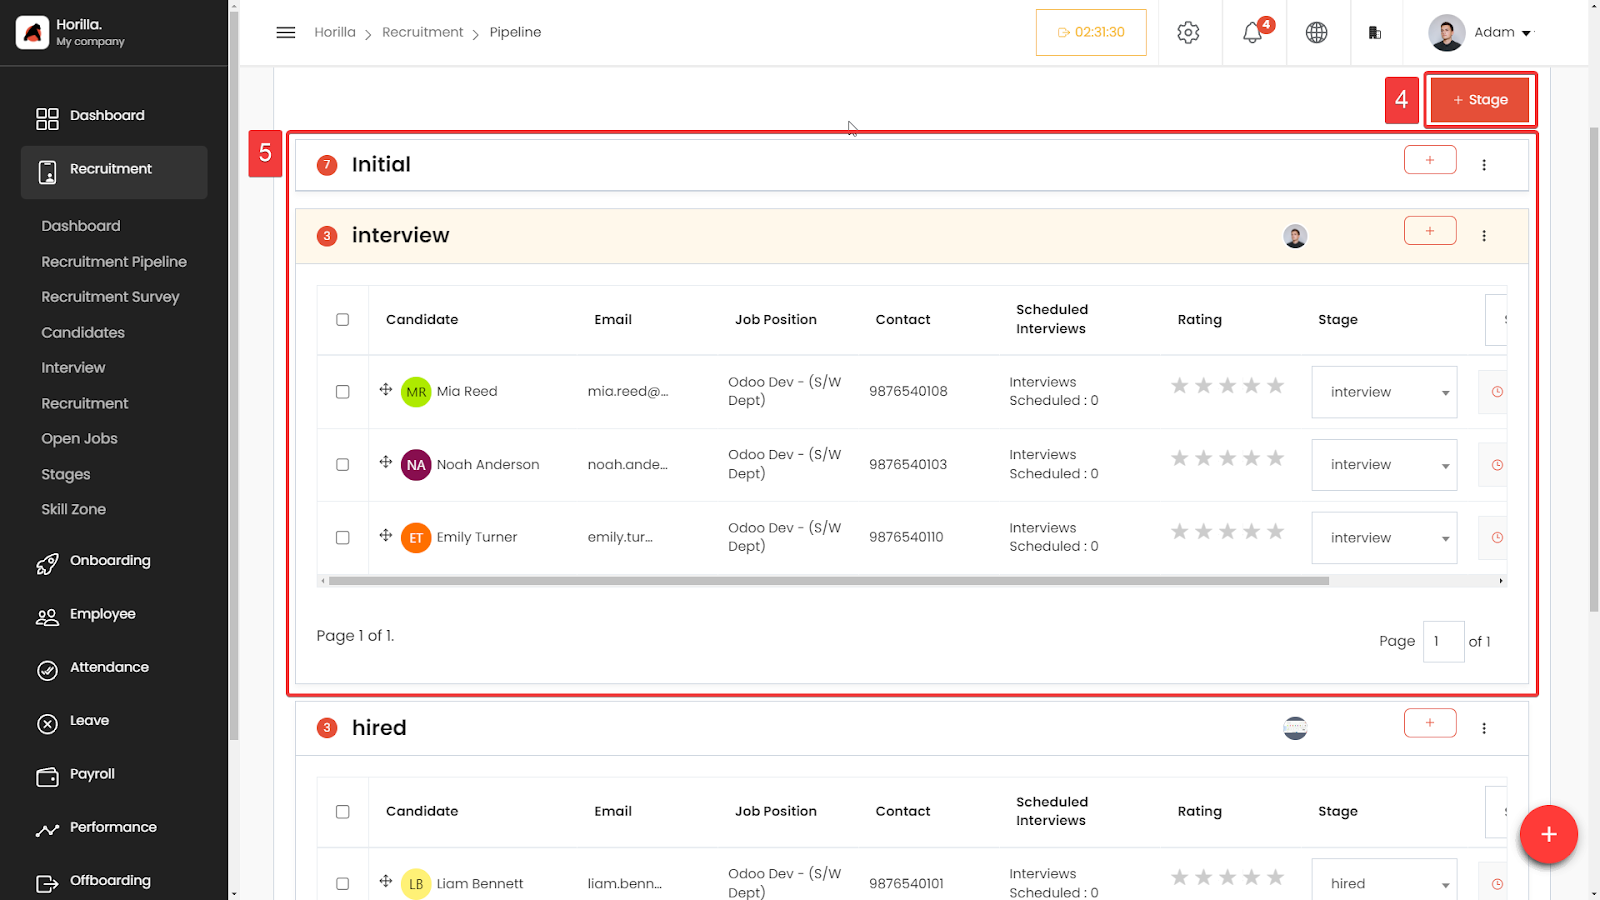 Horilla.
My company
Horilla > Recruitment > Pipeline
02:31:30
4
Adam
Dashboard
Recruitment
Dashboard
Recruitment Pipeline
Recruitment Survey
Candidates
Interview
Recruitment
Open Jobs
Stages
Skill Zone
Onboarding
Employee
Attendance
Leave
Payroll
Performance
Offboarding
4
+ Stage
5
7 Initial +
3 interview +
Candidate Email Job Position Contact Scheduled Interviews Rating Stage
MR Mia Reed mia.reed@... Odoo Dev - (S/W Dept) 9876540108 Interviews Scheduled : 0 interview
NA Noah Anderson noah.ande... Odoo Dev - (S/W Dept) 9876540103 Interviews Scheduled : 0 interview
ET Emily Turner emily.tur... Odoo Dev - (S/W Dept) 9876540110 Interviews Scheduled : 0 interview
Page 1 of 1.
Page 1 of 1
3 hired +
Candidate Email Job Position Contact Scheduled Interviews Rating Stage
LB Liam Bennett liam.benn... Odoo Dev - (S/W Dept) 9876540101 Interviews Scheduled : 0 hired
+